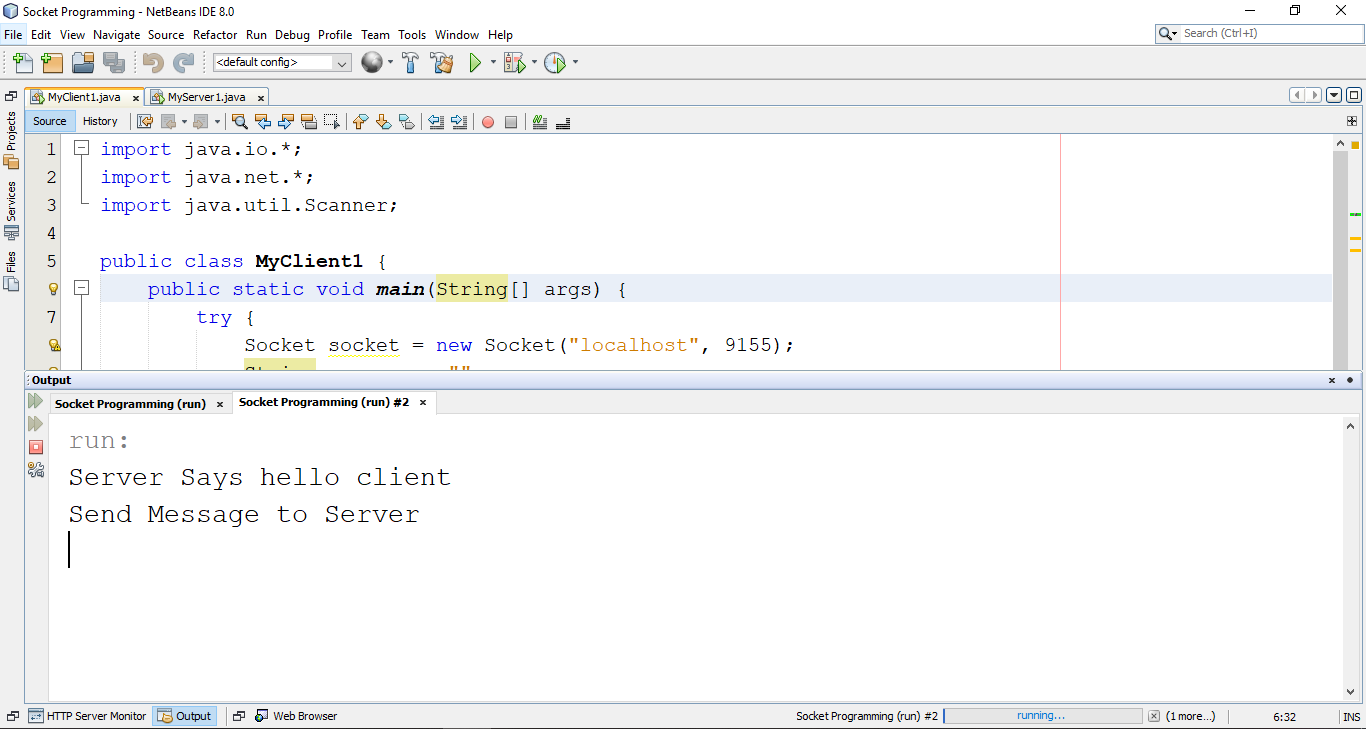 Socket Programming - NetBeans IDE 8.0
File Edit View Navigate Source Refactor Run Debug Profile Team Tools Window Help
Search (Ctrl+I)
<default config>
MyClient1.java x MyServer1.java x
Source History
Projects
Services
Files
1 import java.io.*;
2 import java.net.*;
3 import java.util.Scanner;
4
5 public class MyClient1 {
public static void main(String[] args) {
7 try {
Socket socket = new Socket("localhost", 9155);
Output
Socket Programming (run) x Socket Programming (run) #2 x
run:
Server Says hello client
Send Message to Server
HTTP Server Monitor Output Web Browser
Socket Programming (run) #2 running... (1 more...) 6:32 INS